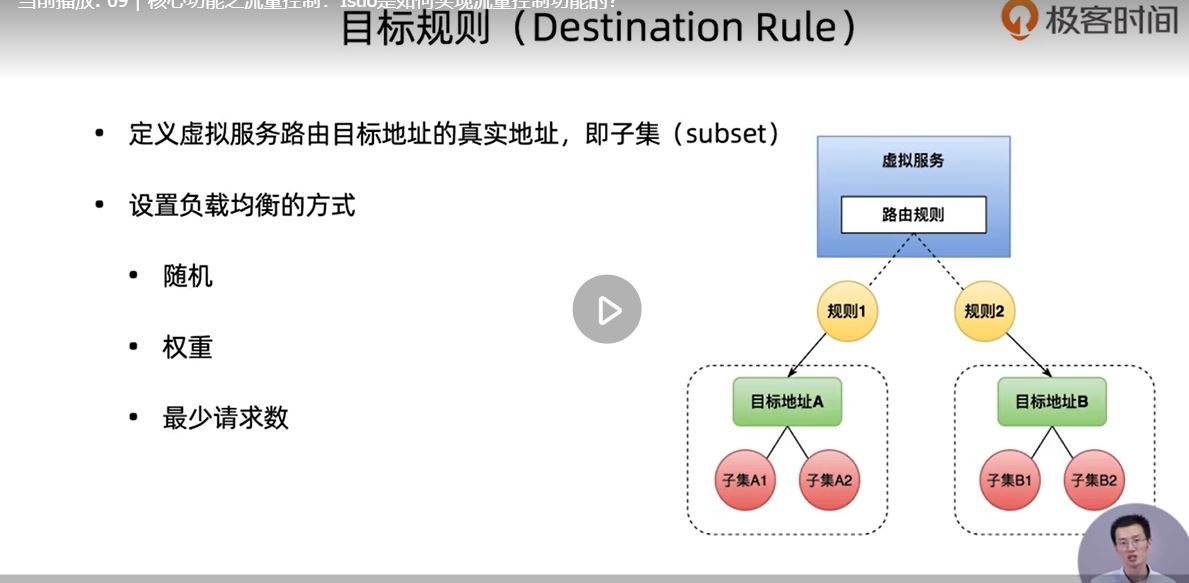 当前播放: 09 | 核心功能之流量控制：Istio是如何实现流量控制功能的?
目标规则（Destination Rule）
极客时间
• 定义虚拟服务路由目标地址的真实地址，即子集（subset）
• 设置负载均衡的方式
• 随机
• 权重
• 最少请求数
虚拟服务
路由规则
规则1
规则2
目标地址A
目标地址B
子集A1
子集A2
子集B1
子集B2